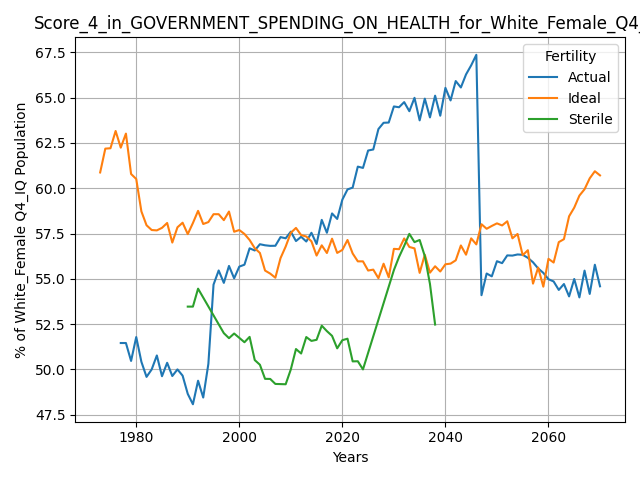 Score_4_in_GOVERNMENT_SPENDING_ON_HEALTH_for_White_Female_Q4_
67.5
65.0
62.5
60.0
57.5
55.0
52.5
50.0
47.5
% of White_Female Q4_IQ Population
Fertility
Actual
Ideal
Sterile
1980
2000
2020
2040
2060
Years